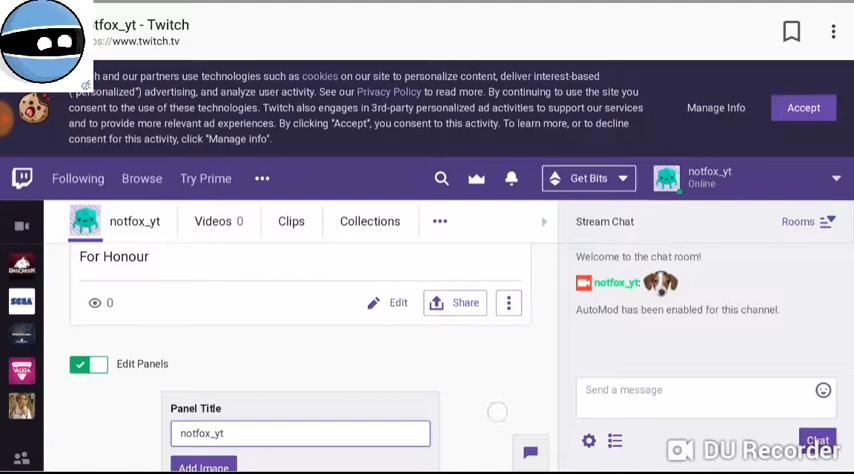 otfox_yt - Twitch
ps://www.twitch.tv
h and our partners use technologies such as cookies on our site to personalize content, deliver interest-based
("personalized") advertising, and analyze user activity. See our Privacy Policy to read more. By continuing to use the site you
consent to the use of these technologies. Twitch also engages in 3rd-party personalized ad activities to support our services
and to provide more relevant ad experiences. By clicking "Accept", you consent to this activity. To learn more, or to decline
consent for this activity, click "Manage info".
Manage Info
Accept
Following
Browse
Try Prime
Get Bits
notfox_yt
Online
notfox_yt
Videos 0
Clips
Collections
Stream Chat
Rooms
For Honour
0
Edit
Share
Welcome to the chat room!
notfox_yt:
AutoMod has been enabled for this channel.
SEGA
Edit Panels
Panel Title
notfox_yt
Add Image
Send a message
Chat
DU Recorder